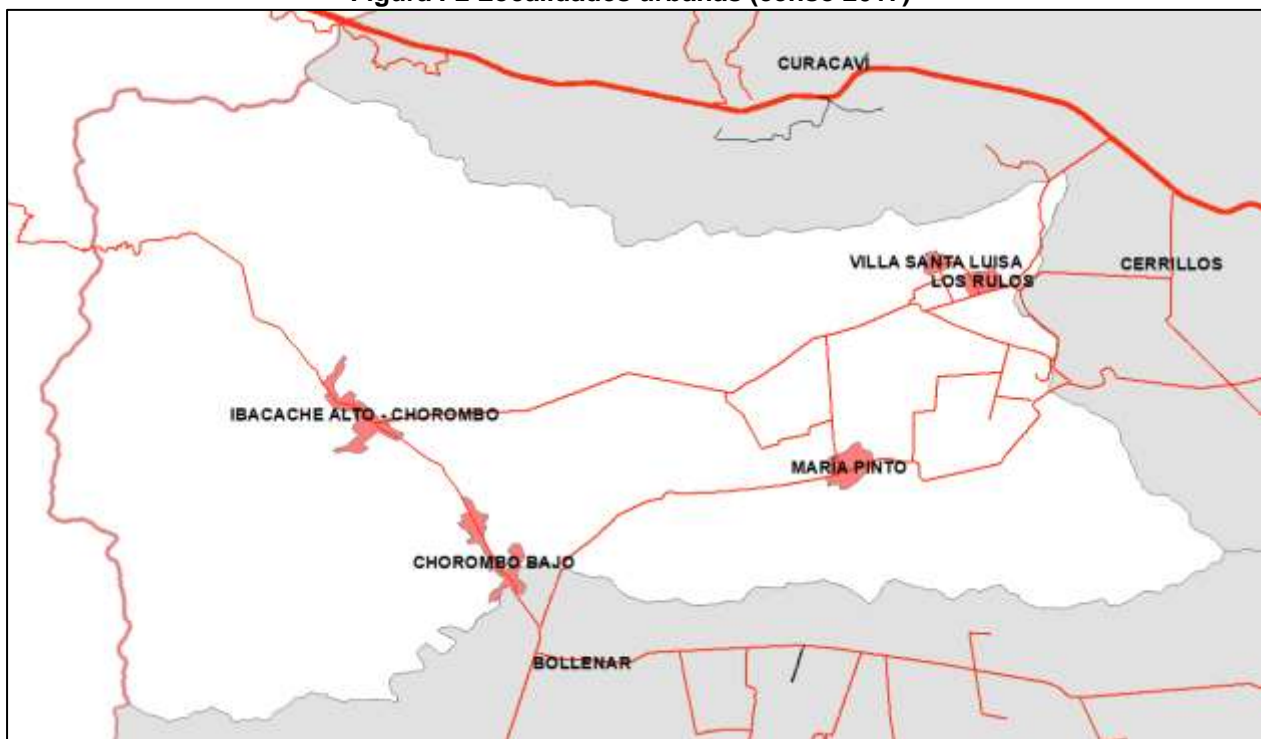 CURACAVÍ
VILLA SANTA LUISA
CERRILLOS
LOS RULOS
IBACACHE ALTO - CHOROMBO
MARIA PINTO
CHOROMBO BAJO
BOLLENAR